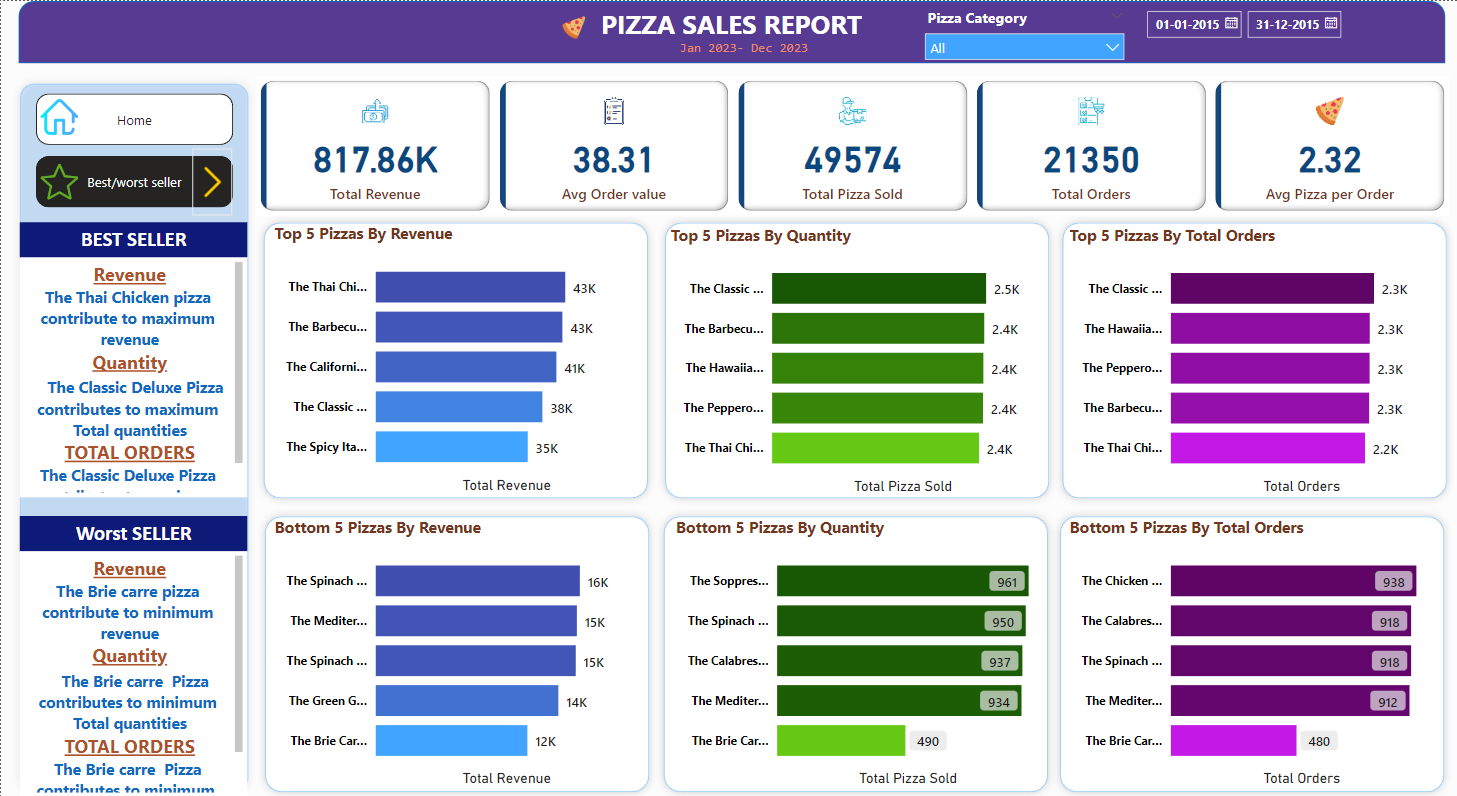 PIZZA SALES REPORT
Jan 2023- Dec 2023
Pizza Category
All
01-01-2015
31-12-2015
Home
Best/worst seller
817.86K
Total Revenue
38.31
Avg Order value
49574
Total Pizza Sold
21350
Total Orders
2.32
Avg Pizza per Order
BEST SELLER
Revenue
The Thai Chicken pizza
contribute to maximum
revenue
Quantity
The Classic Deluxe Pizza
contributes to maximum
Total quantities
TOTAL ORDERS
The Classic Deluxe Pizza
Top 5 Pizzas By Revenue
The Thai Chi... 43K
The Barbecu... 43K
The Californi... 41K
The Classic ... 38K
The Spicy Ita... 35K
Total Revenue
Top 5 Pizzas By Quantity
The Classic ... 2.5K
The Barbecu... 2.4K
The Hawaiia... 2.4K
The Peppero... 2.4K
The Thai Chi... 2.4K
Total Pizza Sold
Top 5 Pizzas By Total Orders
The Classic ... 2.3K
The Hawaiia... 2.3K
The Peppero... 2.3K
The Barbecu... 2.3K
The Thai Chi... 2.2K
Total Orders
Worst SELLER
Revenue
The Brie carre pizza
contribute to minimum
revenue
Quantity
The Brie carre Pizza
contributes to minimum
Total quantities
TOTAL ORDERS
The Brie carre Pizza
contributes to minimum
Bottom 5 Pizzas By Revenue
The Spinach ... 16K
The Mediter... 15K
The Spinach ... 15K
The Green G... 14K
The Brie Car... 12K
Total Revenue
Bottom 5 Pizzas By Quantity
The Soppres... 961
The Spinach ... 950
The Calabres... 937
The Mediter... 934
The Brie Car... 490
Total Pizza Sold
Bottom 5 Pizzas By Total Orders
The Chicken ... 938
The Calabres... 918
The Spinach ... 918
The Mediter... 912
The Brie Car... 480
Total Orders